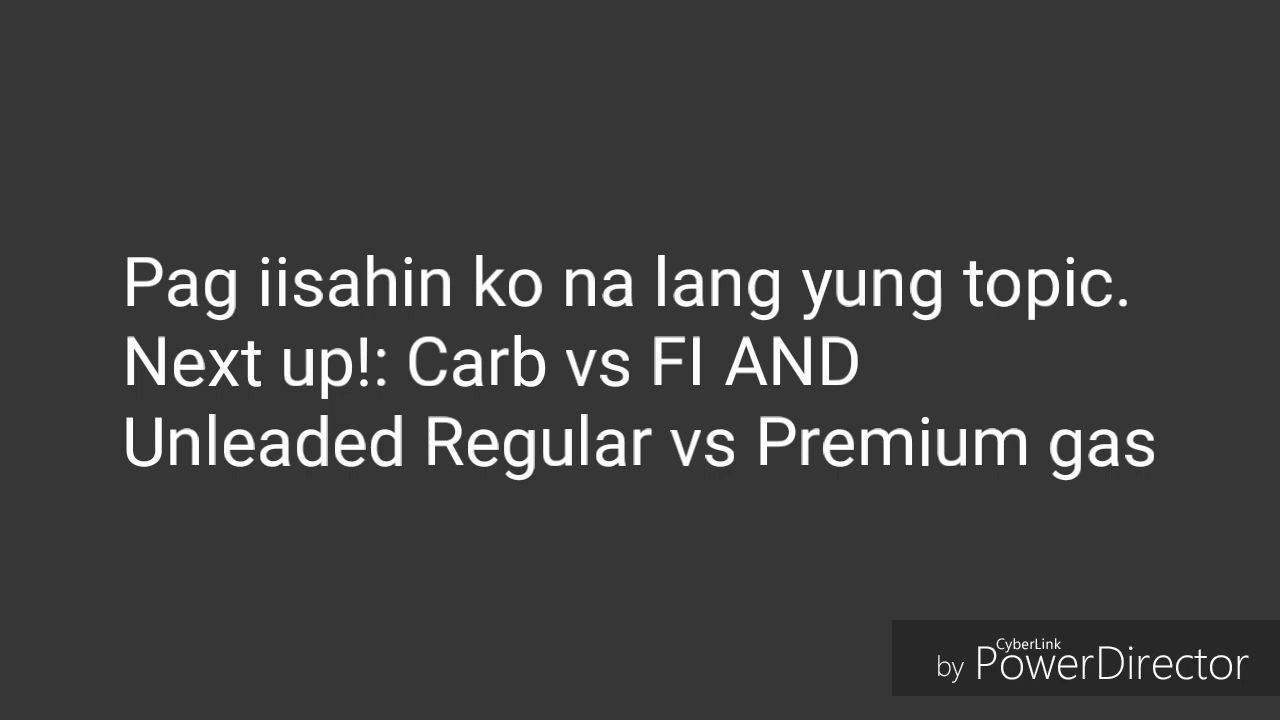 Pag iisahin ko na lang yung topic.
Next up!: Carb vs FI AND
Unleaded Regular vs Premium gas
CyberLink
by PowerDirector